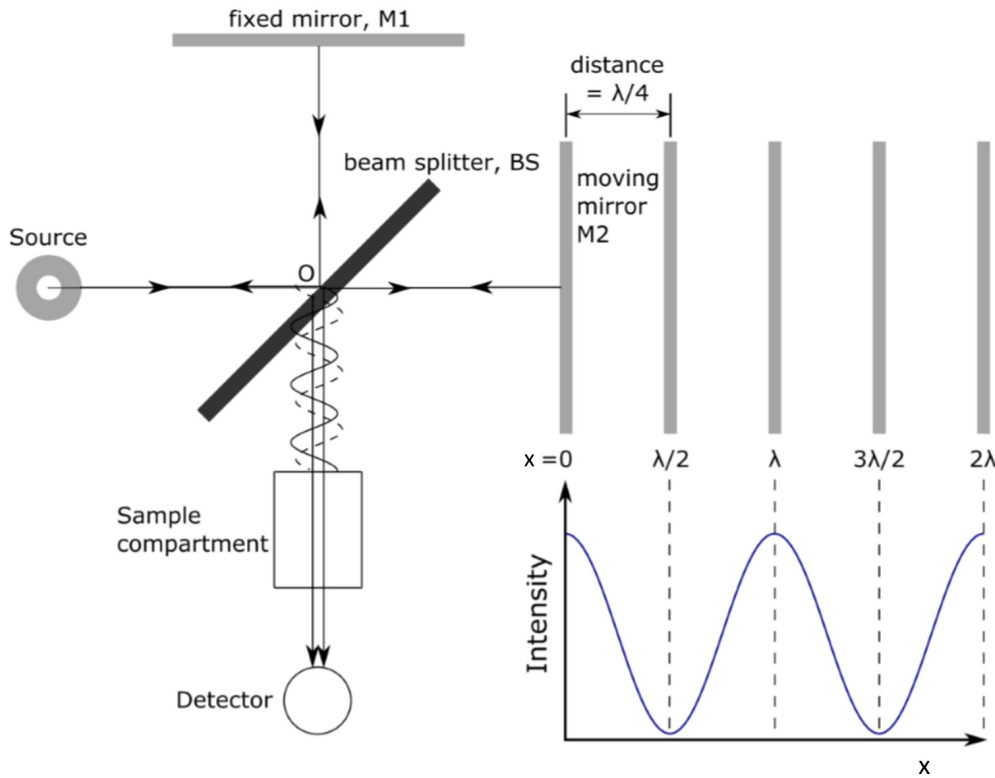 fixed mirror, M1
distance
= λ/4
beam splitter, BS
moving
mirror
M2
Source
O
x =0
λ/2
λ
3λ/2
2λ
Sample
compartment
Intensity
Detector
x